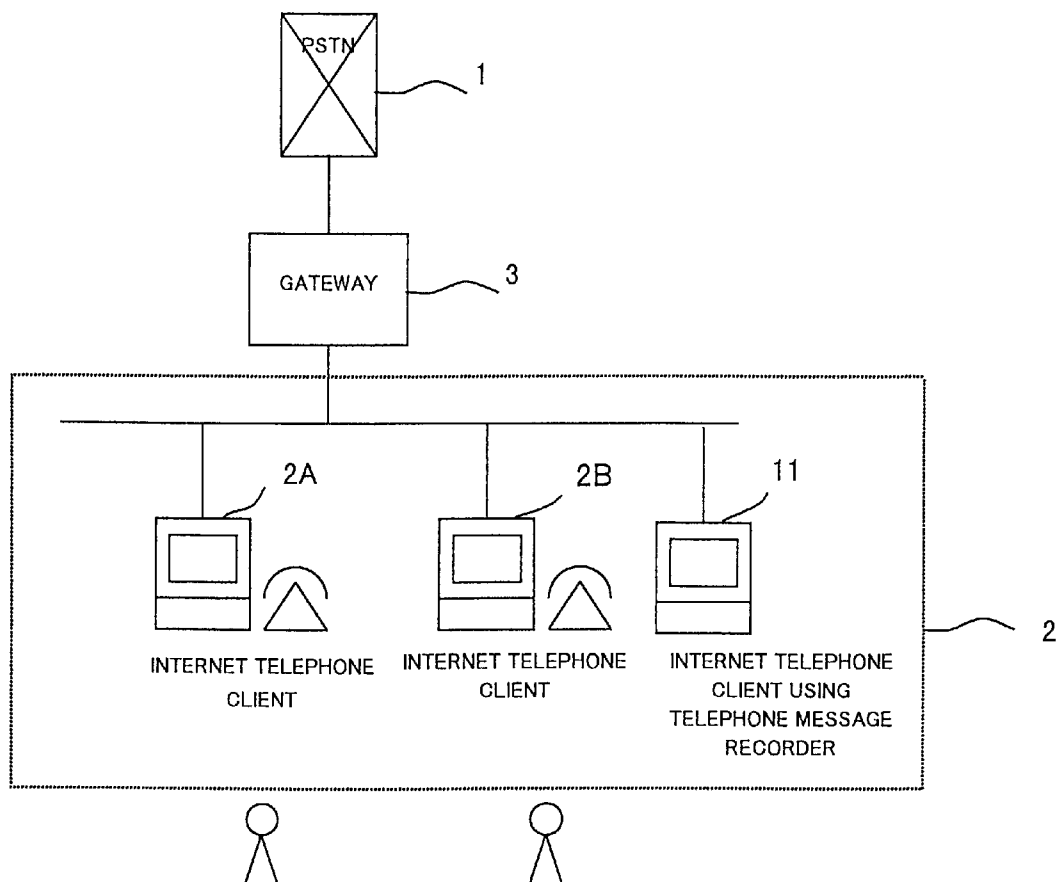 PSTN
1
GATEWAY
3
2A
2B
11
2
INTERNET TELEPHONE
CLIENT
INTERNET TELEPHONE
CLIENT
INTERNET TELEPHONE
CLIENT USING
TELEPHONE MESSAGE
RECORDER